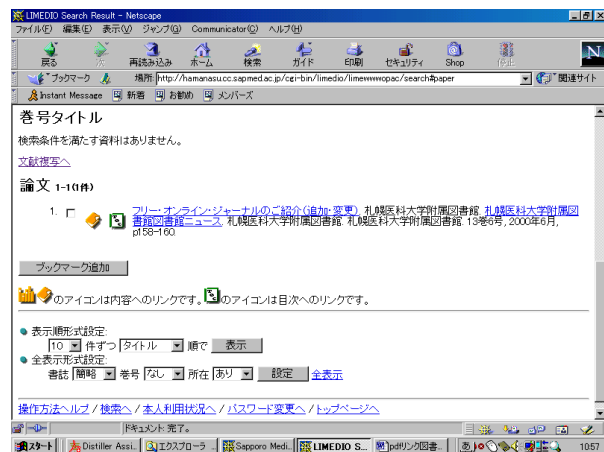 LIMEDIO Search Result - Netscape
ファイル(F) 編集(E) 表示(V) ジャンプ(G) Communicator(C) ヘルプ(H)
戻る 次 再読み込み ホーム 検索 ガイド 印刷 セキュリティ Shop 停止
ブックマーク 場所: http://hamanasu.cc.sapmed.ac.jp/cgi-bin/limedio/limewwwopac/search#paper 関連サイト
Instant Message 新着 お勧め メンバーズ
巻号タイトル
検索条件を満たす資料はありません。
文献複写へ
論文 1-1(1件)
1. フリー・オンライン・ジャーナルのご紹介(追加・変更). 札幌医科大学附属図書館. 札幌医科大学附属図
書館図書館ニュース. 札幌医科大学附属図書館. 札幌医科大学附属図書館. 13巻6号, 2000年6月,
p158-160.
ブックマーク追加
のアイコンは内容へのリンクです。 のアイコンは目次へのリンクです。
表示順形式設定:
10 件ずつ タイトル 順で 表示
全表示形式設定:
書誌 簡略 巻号 なし 所在 あり 設定 全表示
操作方法ヘルプ / 検索へ / 本人利用状況へ / パスワード変更へ / トップページへ
ドキュメント: 完了。
スタート Distiller Assi... エクスプローラ ... Sapporo Medi... LIMEDIO S... pdfリンク図書... 10:57